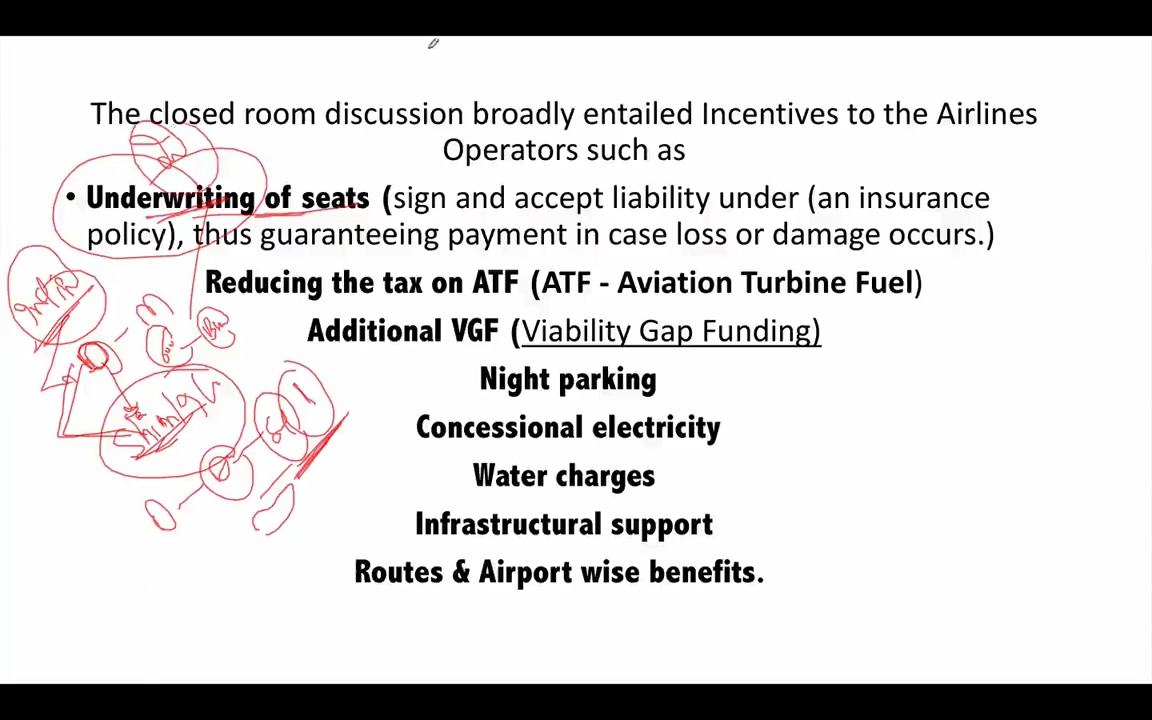 The closed room discussion broadly entailed Incentives to the Airlines
Operators such as
• Underwriting of seats (sign and accept liability under (an insurance
policy), thus guaranteeing payment in case loss or damage occurs.)
Reducing the tax on ATF (ATF - Aviation Turbine Fuel)
Additional VGF (Viability Gap Funding)
Night parking
Concessional electricity
Water charges
Infrastructural support
Routes & Airport wise benefits.